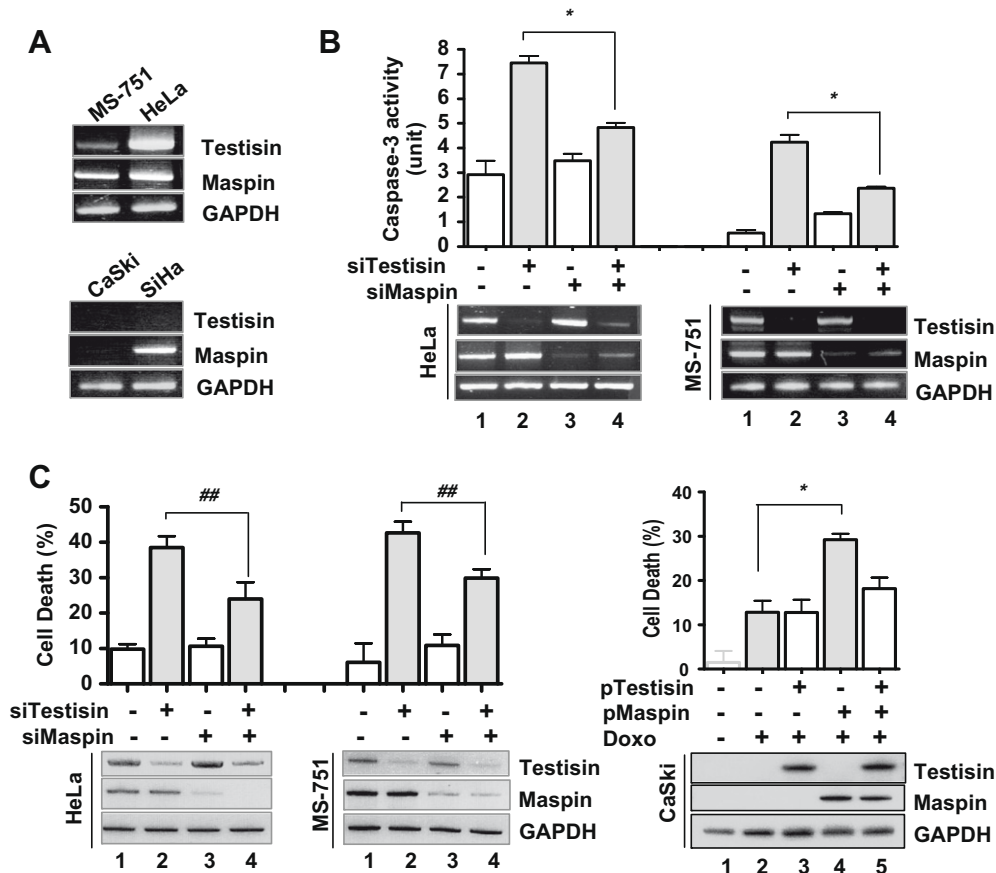 A
MS-751 HeLa
Testisin
Maspin
GAPDH
CaSki SiHa
Testisin
Maspin
GAPDH
B
Caspase-3 activity
(unit)
8
7
6
5
4
3
2
1
0
* *
siTestisin - + - + - + - +
siMaspin - - + + - - + +
HeLa MS-751
Testisin
Maspin
GAPDH
1 2 3 4 1 2 3 4
C
Cell Death (%)
50
40
30
20
10
0
## ##
siTestisin - + - + - + - +
siMaspin - - + + - - + +
HeLa MS-751
Testisin
Maspin
GAPDH
1 2 3 4 1 2 3 4
Cell Death (%)
40
30
20
10
0
*
pTestisin - - + - +
pMaspin - - - + +
Doxo - + + + +
CaSki
Testisin
Maspin
GAPDH
1 2 3 4 5